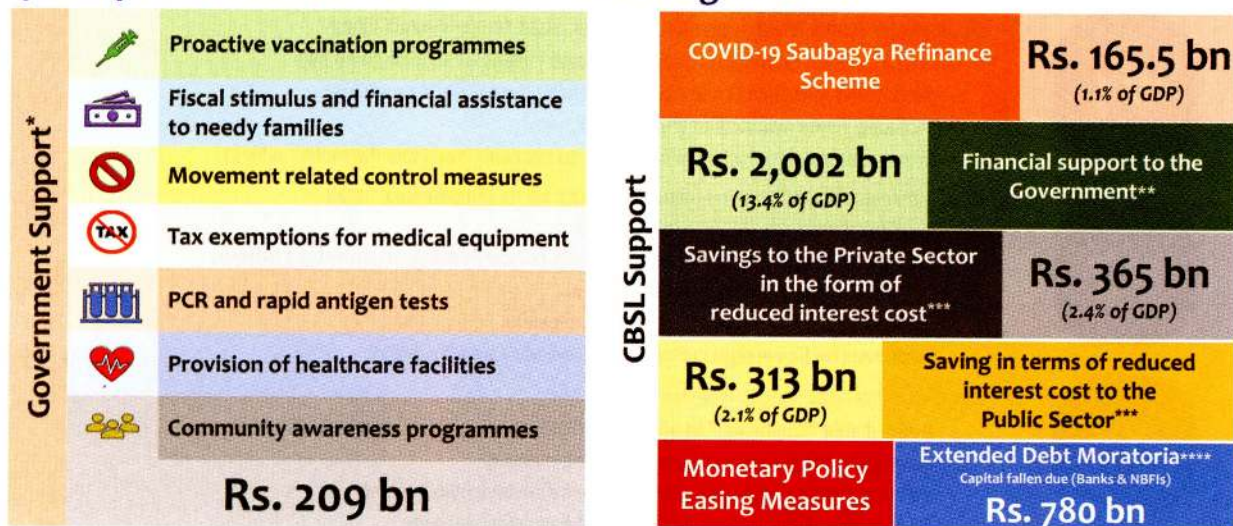 Government Support*
Proactive vaccination programmes
Fiscal stimulus and financial assistance
to needy families
Movement related control measures
TAX
Tax exemptions for medical equipment
PCR and rapid antigen tests
Provision of healthcare facilities
Community awareness programmes
Rs. 209 bn
CBSL Support
COVID-19 Saubagya Refinance
Scheme
Rs. 165.5 bn
(1.1% of GDP)
Rs. 2,002 bn
(13.4% of GDP)
Financial support to the
Government**
Savings to the Private Sector
in the form of
reduced interest cost***
Rs. 365 bn
(2.4% of GDP)
Rs. 313 bn
(2.1% of GDP)
Saving in terms of reduced
interest cost to the
Public Sector***
Monetary Policy
Easing Measures
Extended Debt Moratoria****
Capital fallen due (Banks & NBFIs)
Rs. 780 bn